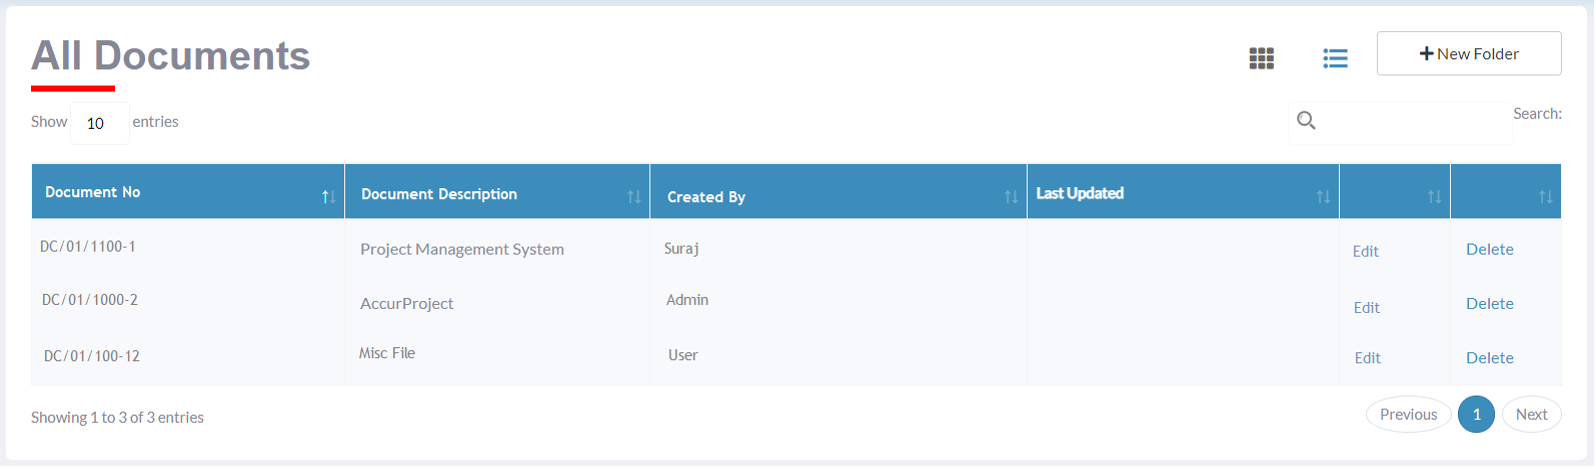 All Documents
New Folder
Show 10 entries
Search:
Document No Document Description Created By Last Updated
DC/01/1100-1 Project Management System Suraj Edit Delete
DC/01/1000-2 AccurProject Admin Edit Delete
DC/01/100-12 Misc File User Edit Delete
Showing 1 to 3 of 3 entries
Previous 1 Next